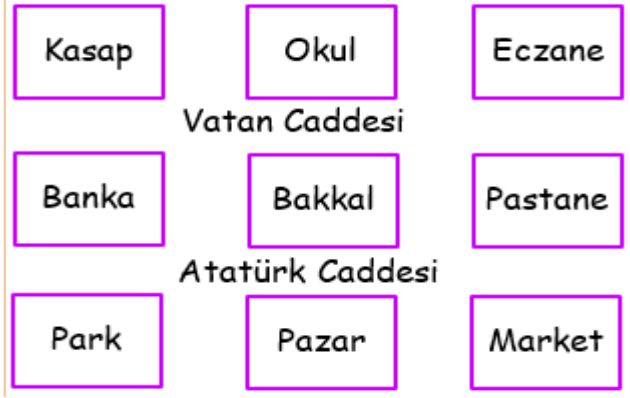 Kasap Okul Eczane
Vatan Caddesi
Banka Bakkal Pastane
Atatürk Caddesi
Park Pazar Market